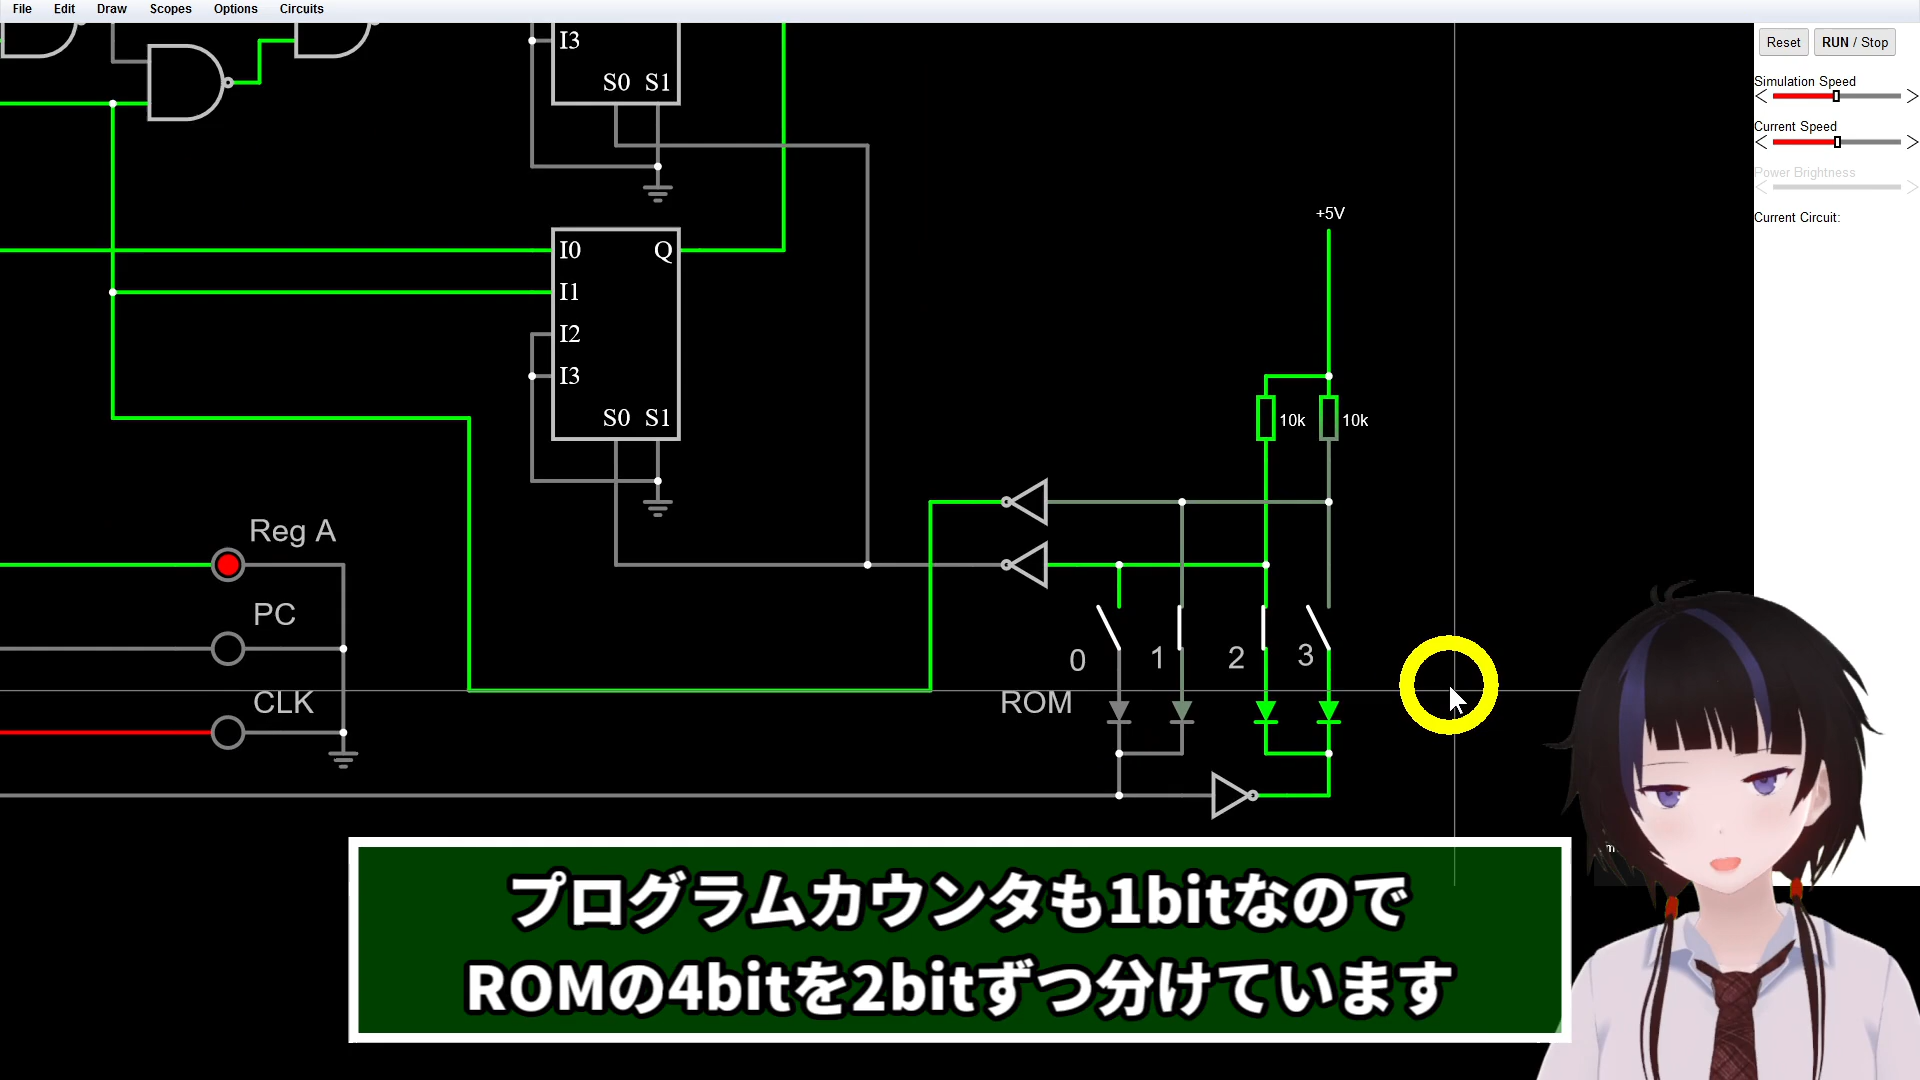 File Edit Draw Scopes Options Circuits
Reset RUN / Stop
Simulation Speed
Current Speed
Power Brightness
Current Circuit:
I3
S0 S1
+5V
I0 Q
I1
I2
I3
S0 S1
10k 10k
Reg A
PC
CLK
0 1 2 3
ROM
プログラムカウンタも1bitなので
ROMの4bitを2bitずつ分けています